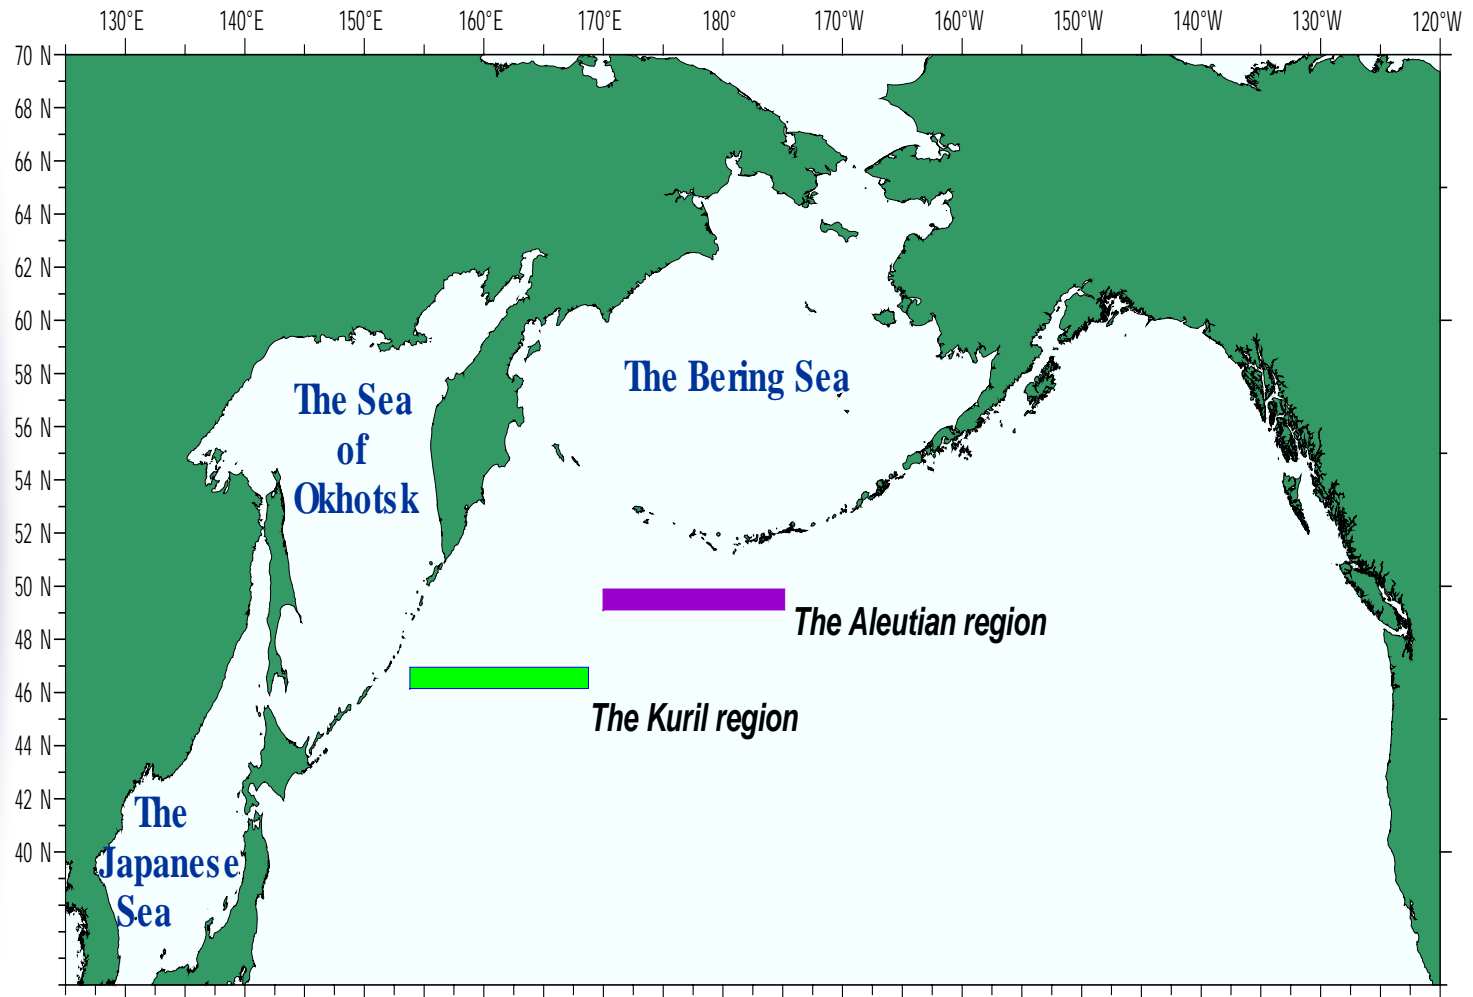 130°E 140°E 150°E 160°E 170°E 180° 170°W 160°W 150°W 140°W 130°W 120°W
70 N
68 N
66 N
64 N
62 N
60 N
58 N
56 N
54 N
52 N
50 N
48 N
46 N
44 N
42 N
40 N
The Bering Sea
The Sea
of
Okhotsk
The Aleutian region
The Kuril region
The
Japanese
Sea